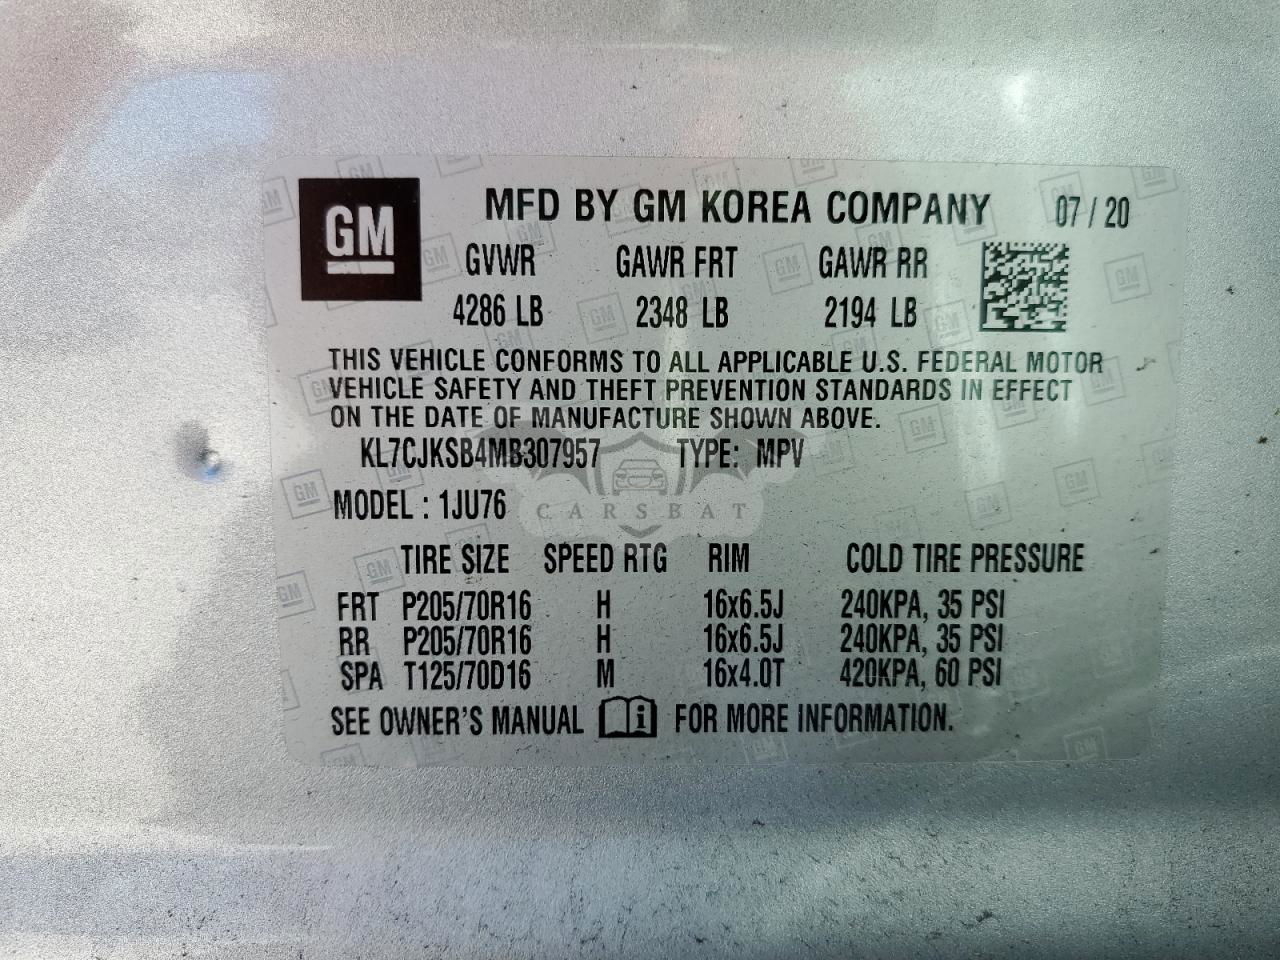 GM MFD BY GM KOREA COMPANY 07 / 20
GVWR GAWR FRT GAWR RR
4286 LB 2348 LB 2194 LB
THIS VEHICLE CONFORMS TO ALL APPLICABLE U.S. FEDERAL MOTOR
VEHICLE SAFETY AND THEFT PREVENTION STANDARDS IN EFFECT
ON THE DATE OF MANUFACTURE SHOWN ABOVE.
KL7CJKSB4MB307957 TYPE: MPV
MODEL : 1JU76
CARSBAT
TIRE SIZE SPEED RTG RIM COLD TIRE PRESSURE
FRT P205/70R16 H 16x6.5J 240KPA, 35 PSI
RR P205/70R16 H 16x6.5J 240KPA, 35 PSI
SPA T125/70D16 M 16x4.0T 420KPA, 60 PSI
SEE OWNER'S MANUAL i FOR MORE INFORMATION.